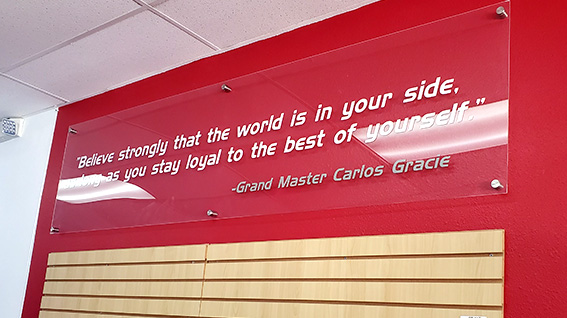 "Believe strongly that the world is in your side,
long as you stay loyal to the best of yourself."
-Grand Master Carlos Gracie